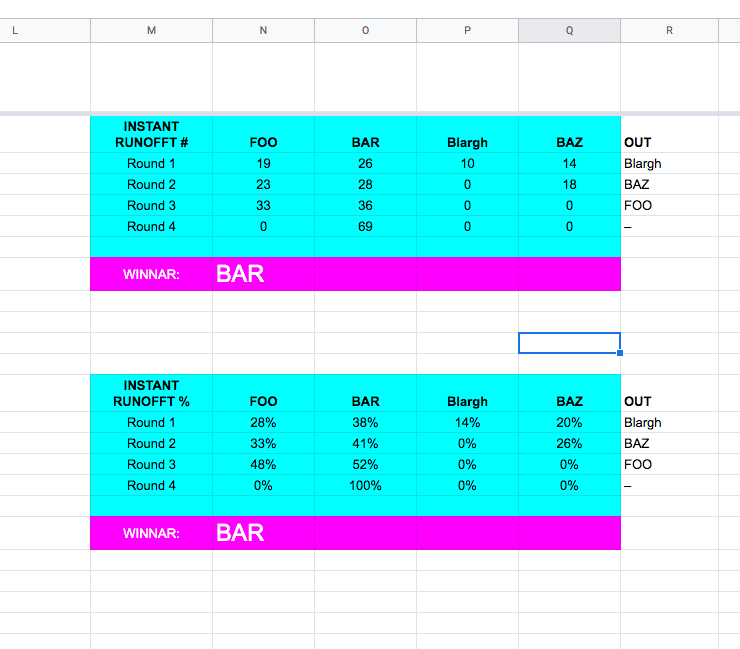 L M N O P Q R
INSTANT
RUNOFFT # FOO BAR Blargh BAZ OUT
Round 1 19 26 10 14 Blargh
Round 2 23 28 0 18 BAZ
Round 3 33 36 0 0 FOO
Round 4 0 69 0 0 –
WINNAR: BAR
INSTANT
RUNOFFT % FOO BAR Blargh BAZ OUT
Round 1 28% 38% 14% 20% Blargh
Round 2 33% 41% 0% 26% BAZ
Round 3 48% 52% 0% 0% FOO
Round 4 0% 100% 0% 0% –
WINNAR: BAR